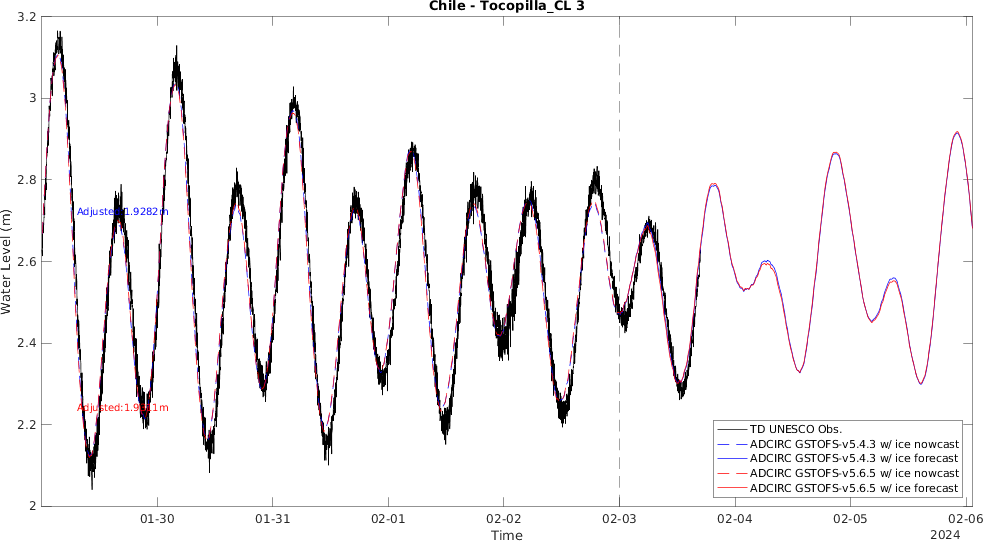 Chile - Tocopilla_CL 3
3.2
3
2.8
2.6
2.4
2.2
2
Water Level (m)
Adjusted:1.9282m
TD UNESCO Obs.
ADCIRC GSTOFS-v5.4.3 w/ ice nowcast
ADCIRC GSTOFS-v5.4.3 w/ ice forecast
ADCIRC GSTOFS-v5.6.5 w/ ice nowcast
ADCIRC GSTOFS-v5.6.5 w/ ice forecast
01-30
01-31
02-01
02-02
02-03
02-04
02-05
02-06
Time
2024